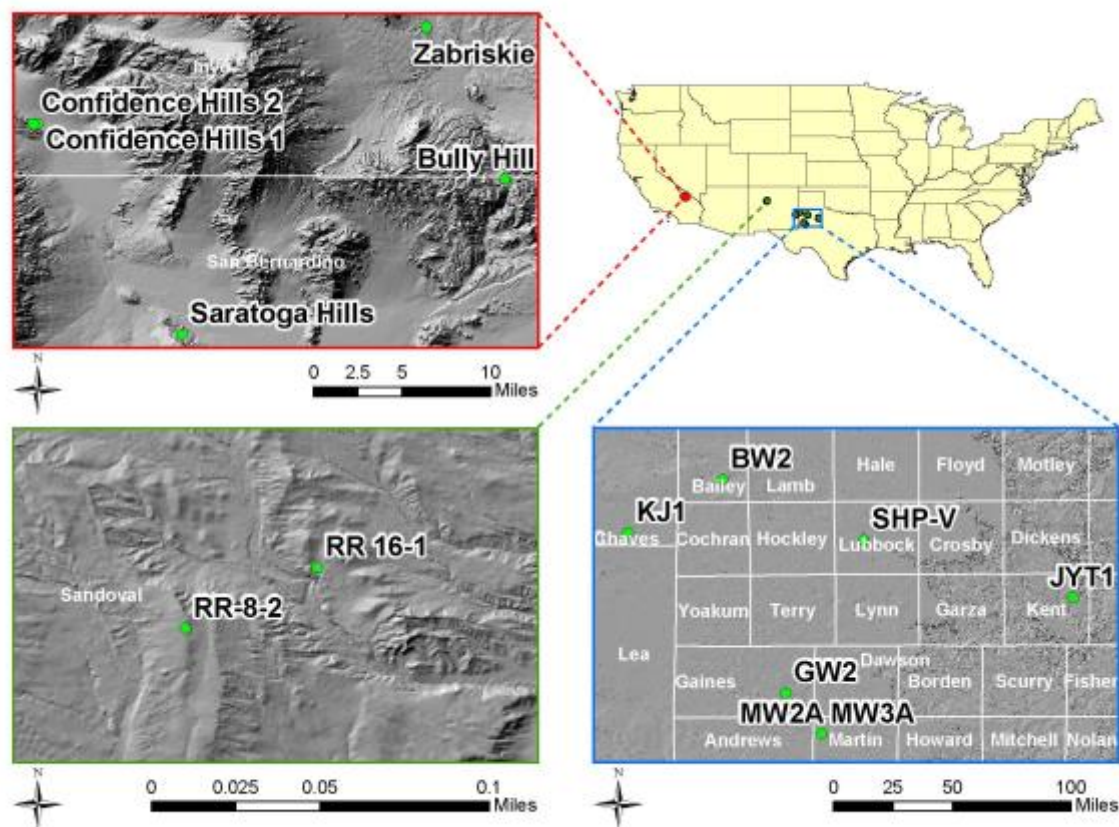 Zabriskie
Inyo
Confidence Hills 2
Confidence Hills 1
Bully Hill
San Bernardino
Saratoga Hills
N
0 2.5 5 10
Miles
RR 16-1
Sandoval
RR-8-2
N
0 0.025 0.05 0.1
Miles
BW2 Hale Floyd Motley
Bailey Lamb
KJ1 SHP-V
Chaves Cochran Hockley Lubbock Crosby Dickens
JYT1
Yoakum Terry Lynn Garza Kent
Lea Dawson
Gaines GW2 Borden Scurry Fisher
MW2A MW3A
Andrews Martin Howard Mitchell Nolan
N
0 25 50 100
Miles